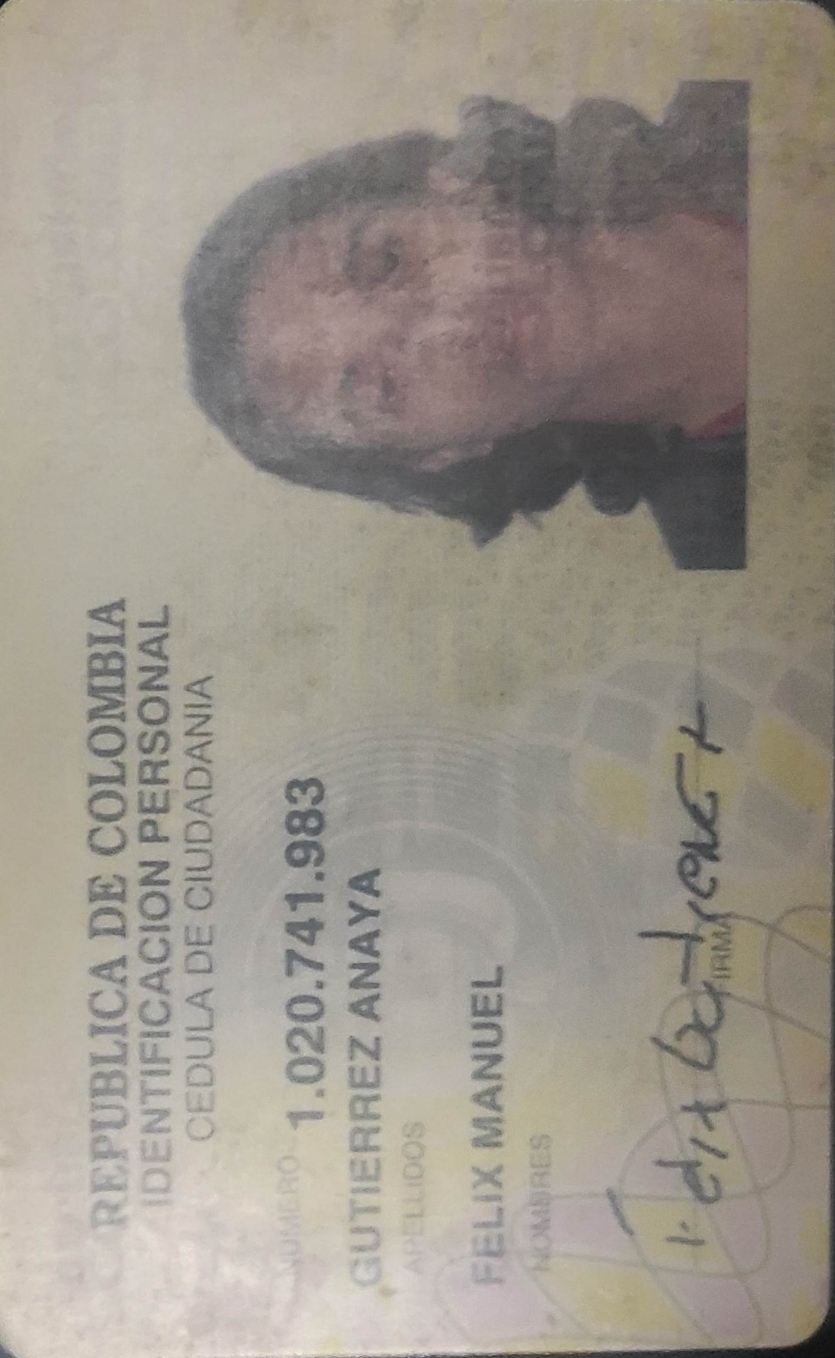 REPUBLICA DE COLOMBIA
IDENTIFICACION PERSONAL
CEDULA DE CIUDADANIA
NUMERO 1.020.741.983
GUTIERREZ ANAYA
APELLIDOS
FELIX MANUEL
NOMBRES
Felix Gutierrez
FIRMA